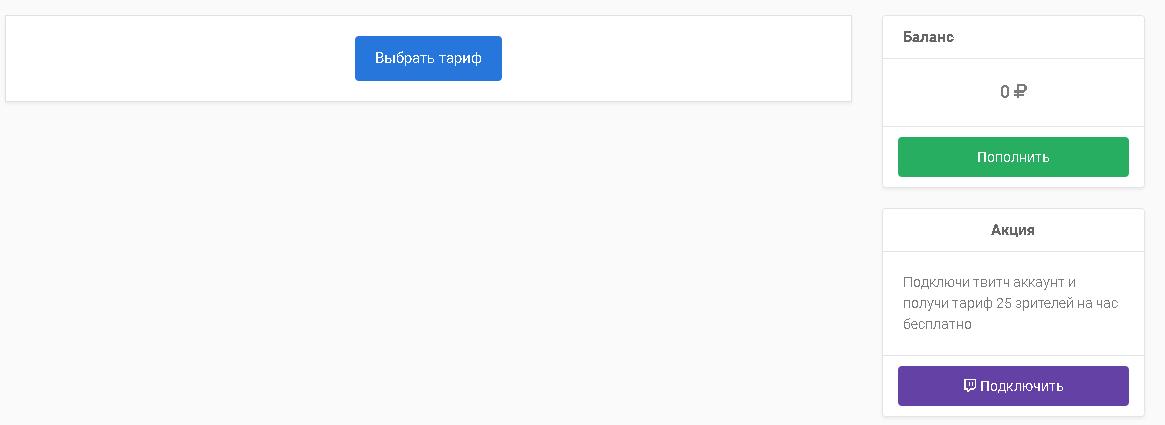 Выбрать тариф
Баланс
0 ₽
Пополнить
Акция
Подключи твитч аккаунт и
получи тариф 25 зрителей на час
бесплатно
Подключить